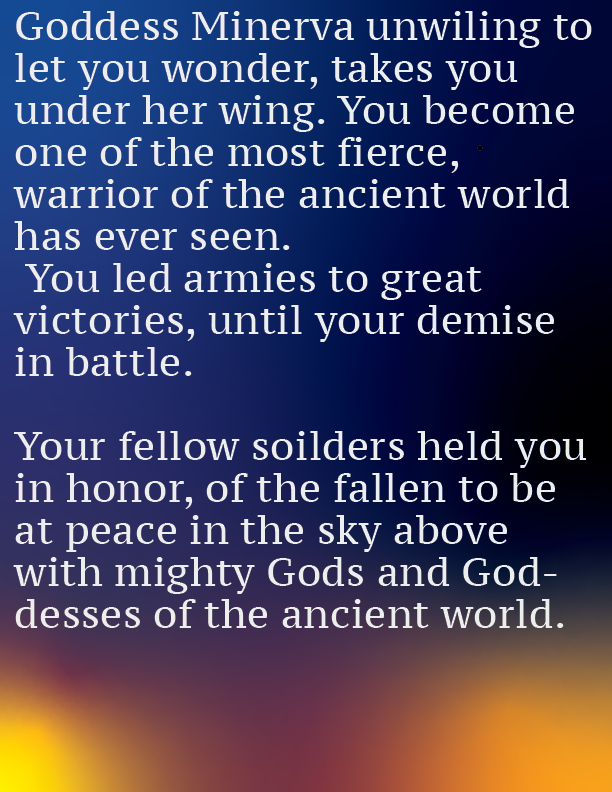 Goddess Minerva unwiling to
let you wonder, takes you
under her wing. You become
one of the most fierce,
warrior of the ancient world
has ever seen.
You led armies to great
victories, until your demise
in battle.
Your fellow soilders held you
in honor, of the fallen to be
at peace in the sky above
with mighty Gods and God-
desses of the ancient world.